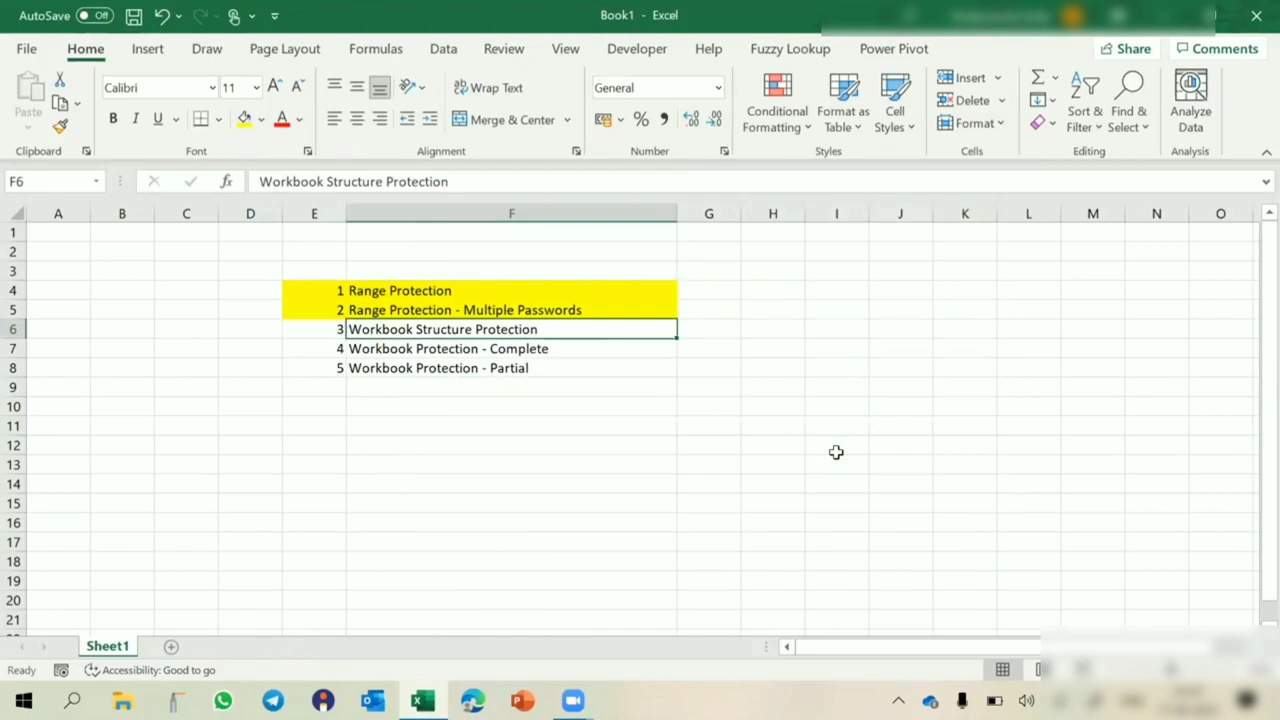 AutoSave Off
Book1 - Excel
File Home Insert Draw Page Layout Formulas Data Review View Developer Help Fuzzy Lookup Power Pivot Share Comments
Paste
Clipboard
Calibri 11
B I U
Font
Wrap Text
Merge & Center
Alignment
General
%
Number
Conditional Formatting
Format as Table
Cell Styles
Styles
Insert
Delete
Format
Cells
Sort & Filter
Find & Select
Editing
Analyze Data
Analysis
F6 fx Workbook Structure Protection
A B C D E F G H I J K L M N O
1
2
3
4 1 Range Protection
5 2 Range Protection - Multiple Passwords
6 3 Workbook Structure Protection
7 4 Workbook Protection - Complete
8 5 Workbook Protection - Partial
9
10
11
12
13
14
15
16
17
18
19
20
21
Sheet1
Ready Accessibility: Good to go